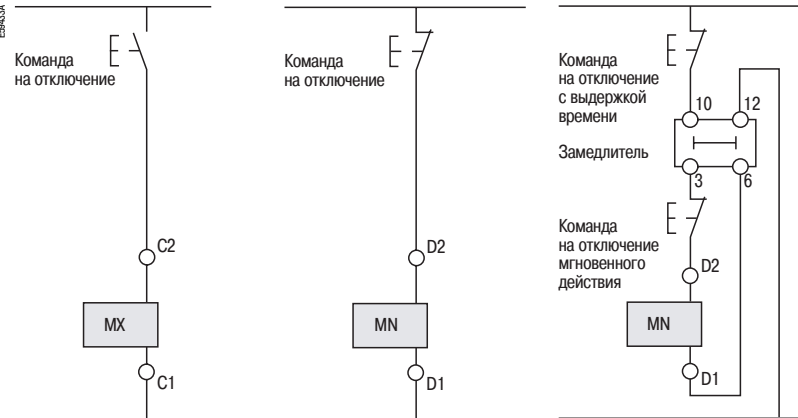 E59433A
Команда
на отключение
C2
MX
C1
Команда
на отключение
D2
MN
D1
Команда
на отключение
с выдержкой
времени
10
12
Замедлитель
3
6
Команда
на отключение
мгновенного
действия
D2
MN
D1